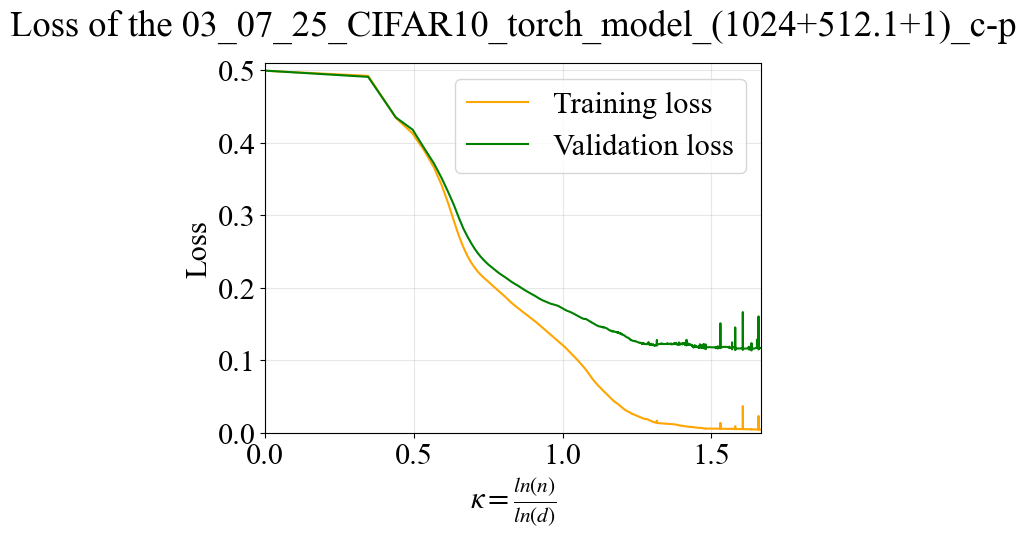 Loss of the 03_07_25_CIFAR10_torch_model_(1024+512.1+1)_c-p
Training loss
Validation loss
Loss
0.5
0.4
0.3
0.2
0.1
0.0
0.0 0.5 1.0 1.5
κ = ln(n) / ln(d)